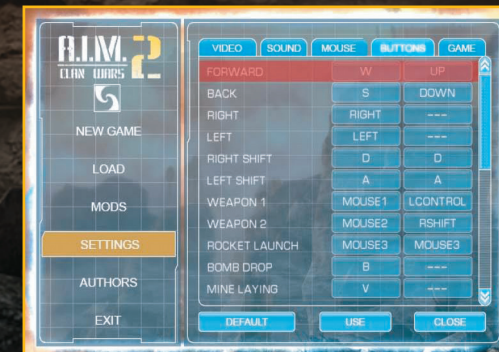 A.I.M. 2
CLAN WARS
NEW GAME
LOAD
MODS
SETTINGS
AUTHORS
EXIT
VIDEO SOUND MOUSE BUTTONS GAME
FORWARD W UP
BACK S DOWN
RIGHT RIGHT ---
LEFT LEFT ---
RIGHT SHIFT D D
LEFT SHIFT A A
WEAPON 1 MOUSE1 LCONTROL
WEAPON 2 MOUSE2 RSHIFT
ROCKET LAUNCH MOUSE3 MOUSE3
BOMB DROP B ---
MINE LAYING V ---
DEFAULT USE CLOSE